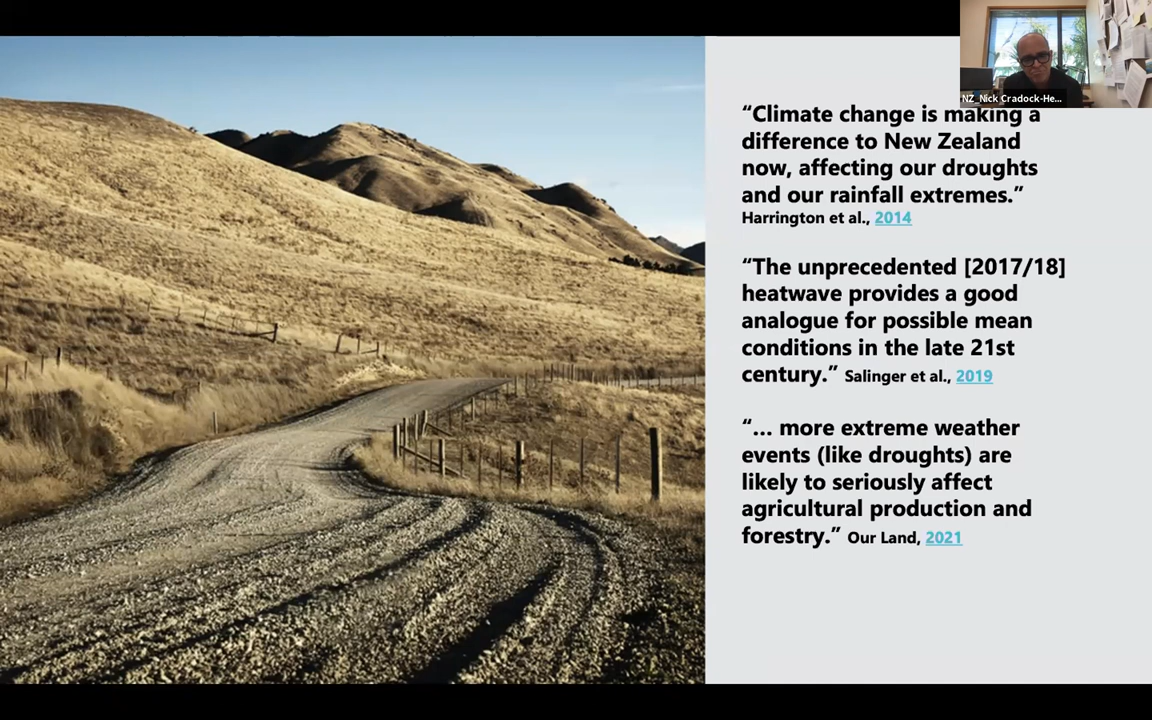 NZ_Nick Cradock-He...
“Climate change is making a
difference to New Zealand
now, affecting our droughts
and our rainfall extremes.”
Harrington et al., 2014
“The unprecedented [2017/18]
heatwave provides a good
analogue for possible mean
conditions in the late 21st
century.” Salinger et al., 2019
“... more extreme weather
events (like droughts) are
likely to seriously affect
agricultural production and
forestry.” Our Land, 2021